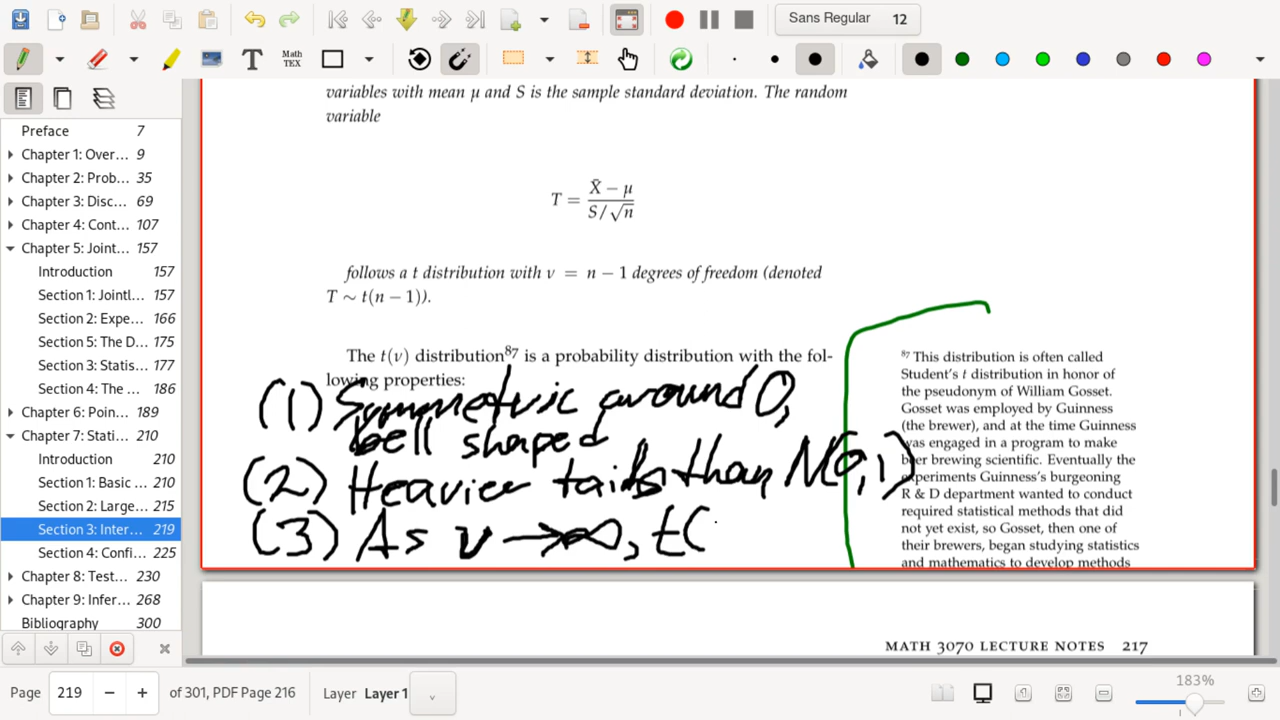 Sans Regular 12
T Math TEX
Preface 7
Chapter 1: Over... 9
Chapter 2: Prob... 35
Chapter 3: Disc... 69
Chapter 4: Cont... 107
Chapter 5: Joint... 157
Introduction 157
Section 1: Jointl... 157
Section 2: Expe... 166
Section 5: The D... 175
Section 3: Statis... 177
Section 4: The ... 186
Chapter 6: Poin... 189
Chapter 7: Stati... 210
Introduction 210
Section 1: Basic ... 210
Section 2: Large... 215
Section 3: Inter... 219
Section 4: Confi... 225
Chapter 8: Test... 230
Chapter 9: Infer... 268
Bibliography 300
variables with mean μ and S is the sample standard deviation. The random
variable
T = (X̄ − μ) / (S/√n)
follows a t distribution with ν = n − 1 degrees of freedom (denoted
T ∼ t(n − 1)).
The t(ν) distribution⁸⁷ is a probability distribution with the fol-
lowing properties:
(1) Symmetric around 0,
bell shaped
(2) Heavier tails than N(0,1)
(3) As ν → ∞, t(
⁸⁷ This distribution is often called
Student's t distribution in honor of
the pseudonym of William Gosset.
Gosset was employed by Guinness
(the brewer), and at the time Guinness
was engaged in a program to make
beer brewing scientific. Eventually the
experiments Guinness's burgeoning
R & D department wanted to conduct
required statistical methods that did
not yet exist, so Gosset, then one of
their brewers, began studying statistics
and mathematics to develop methods
MATH 3070 LECTURE NOTES 217
Page 219 − + of 301, PDF Page 216 Layer Layer 1 183%